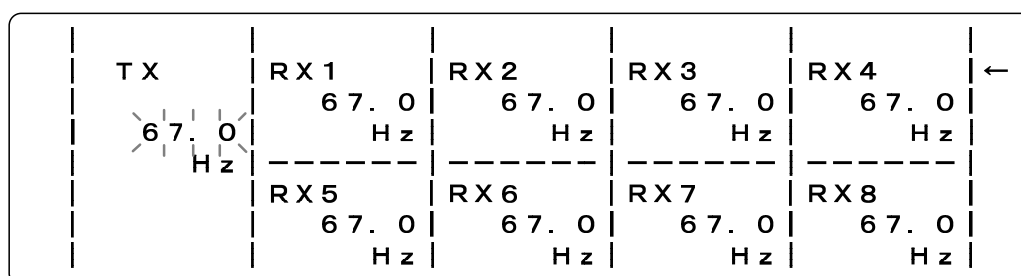 TX RX1 RX2 RX3 RX4 ←
67.0 67.0 67.0 67.0
67.0 Hz Hz Hz Hz
Hz
RX5 RX6 RX7 RX8
67.0 67.0 67.0 67.0
Hz Hz Hz Hz